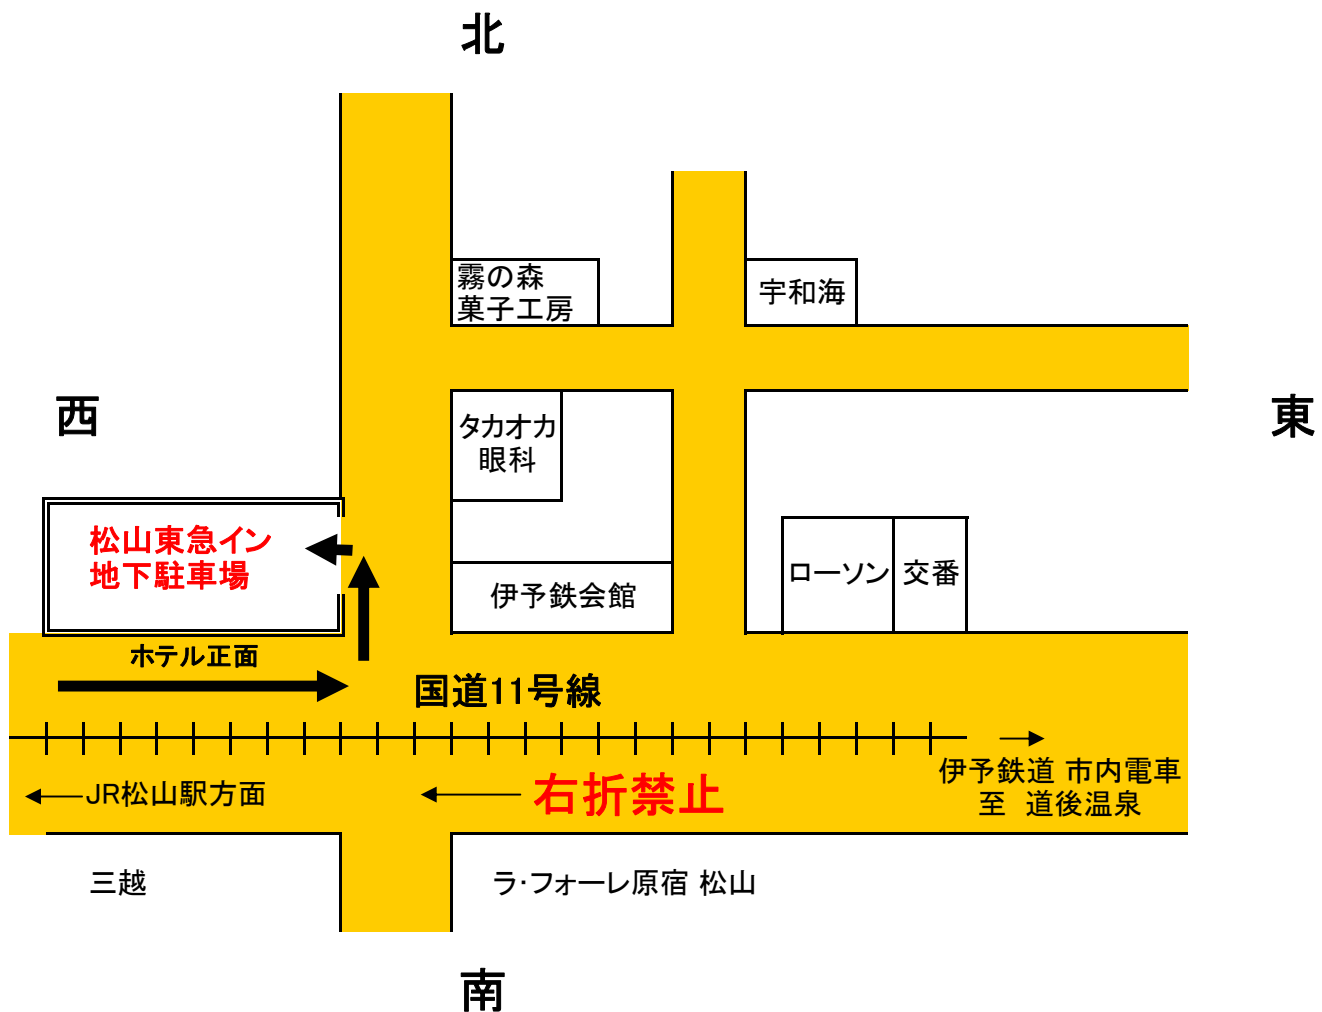 北
霧の森
菓子工房
宇和海
西
タカオカ
眼科
東
松山東急イン
地下駐車場
ローソン
交番
伊予鉄会館
ホテル正面
国道11号線
伊予鉄道 市内電車
至　道後温泉
JR松山駅方面
右折禁止
三越
ラ・フォーレ原宿 松山
南